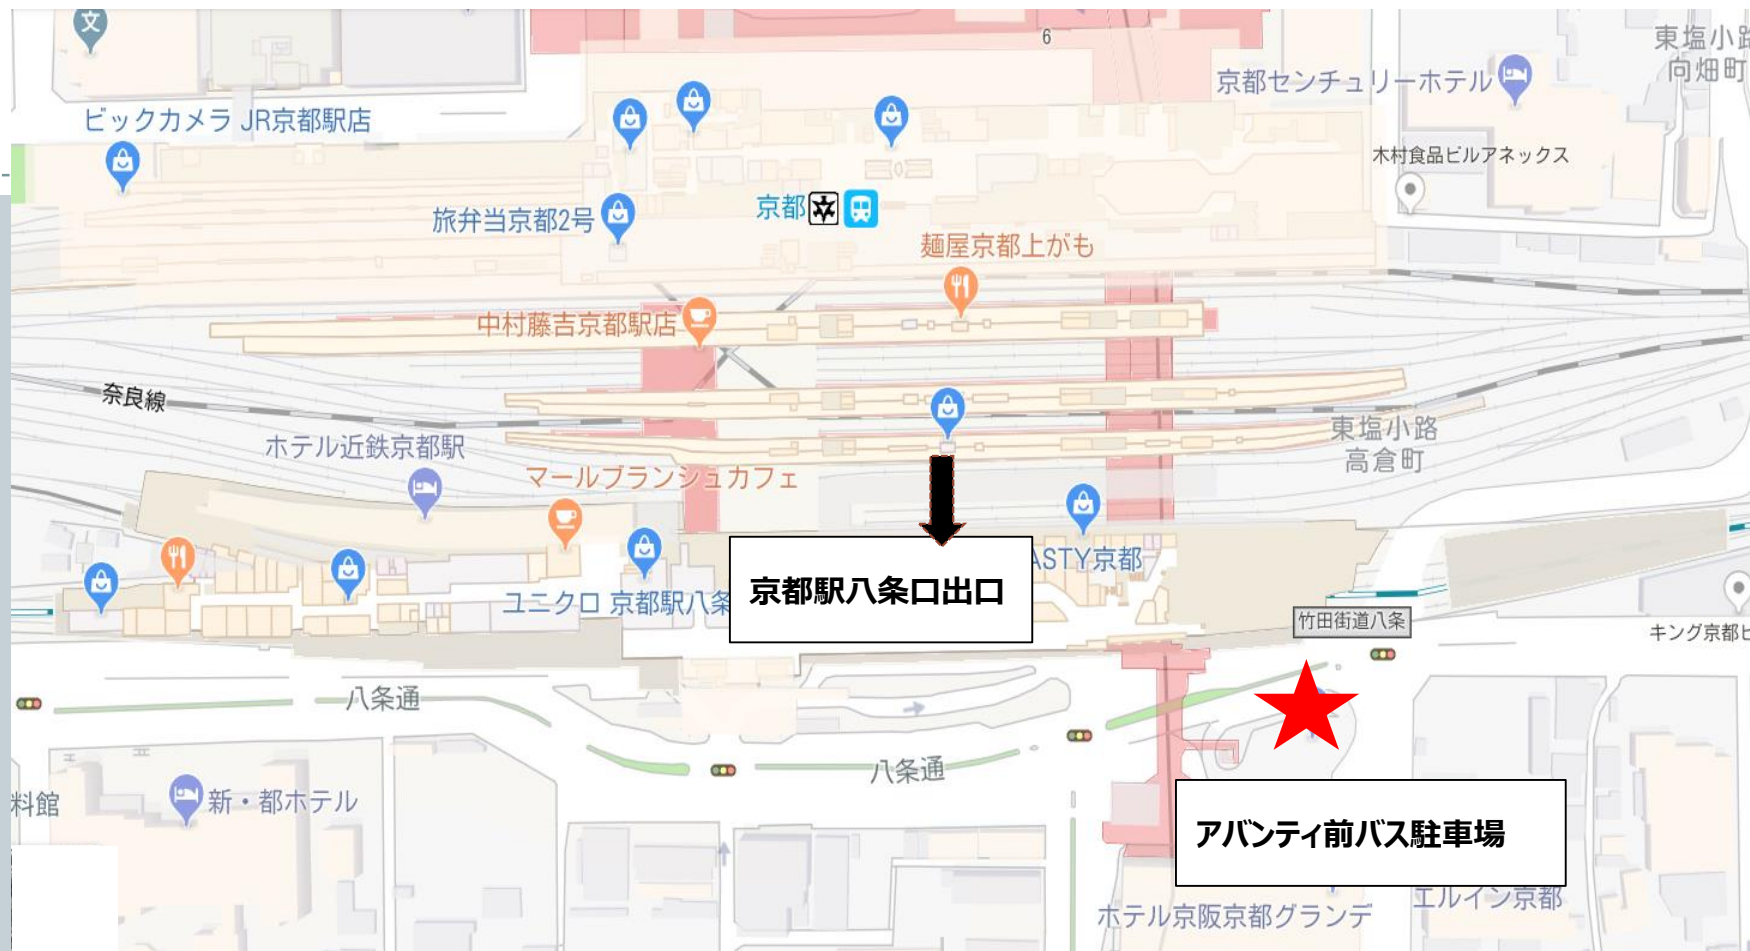 6
東塩小路
向畑町
京都センチュリーホテル
ビックカメラ JR京都駅店
木村食品ビルアネックス
旅弁当京都2号
京都
麺屋京都上がも
中村藤吉京都駅店
奈良線
東塩小路
高倉町
ホテル近鉄京都駅
マールブランシュカフェ
ASTY京都
京都駅八条口出口
ユニクロ 京都駅八条
竹田街道八条
キング京都ビ
八条通
八条通
料館
新・都ホテル
アバンティ前バス駐車場
エルイン京都
ホテル京阪京都グランデ
文